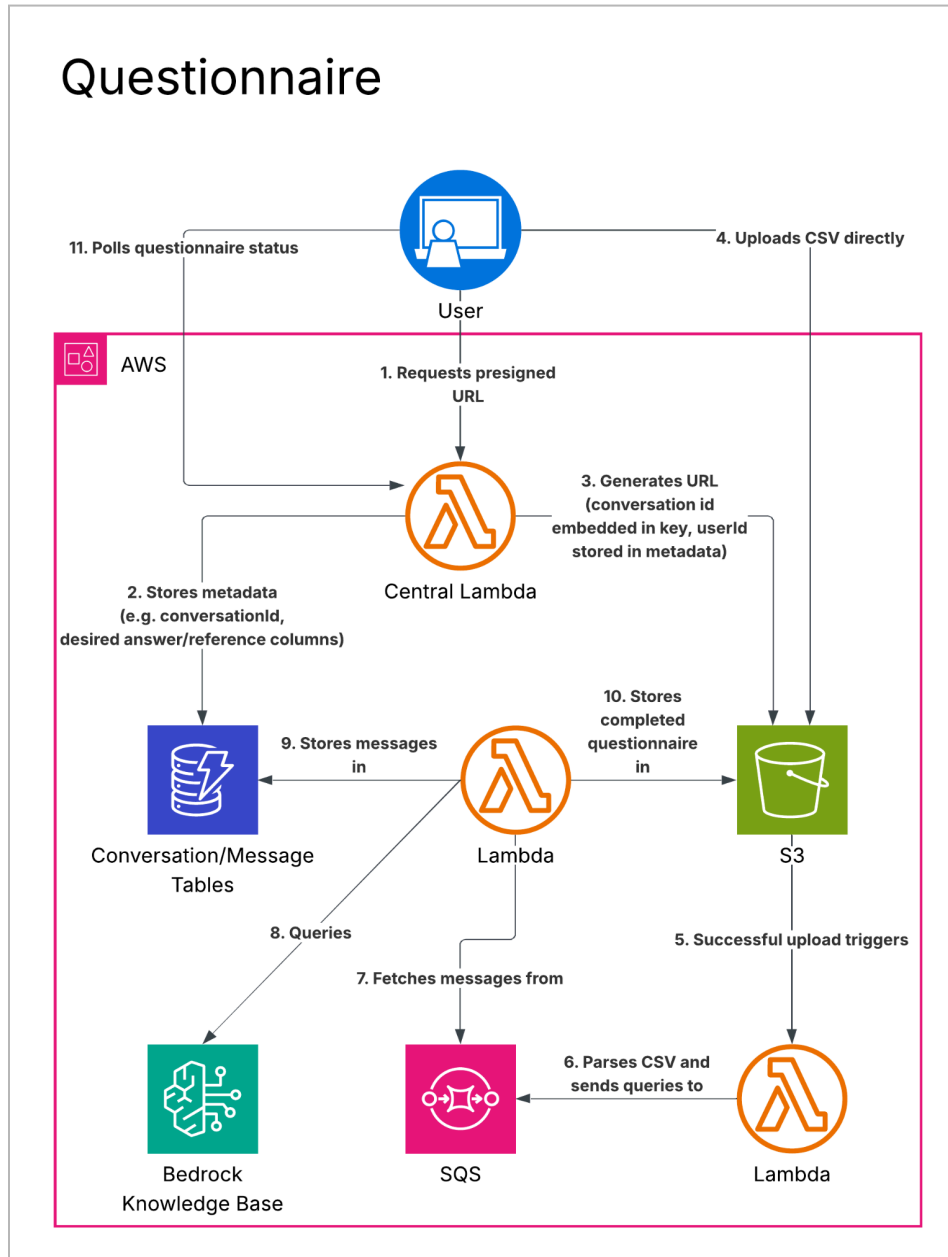 Questionnaire
11. Polls questionnaire status
4. Uploads CSV directly
User
AWS
1. Requests presigned
URL
3. Generates URL
(conversation id
embedded in key, userId
stored in metadata)
Central Lambda
2. Stores metadata
(e.g. conversationId,
desired answer/reference columns)
10. Stores
completed
questionnaire
in
9. Stores messages
in
Conversation/Message
Tables
Lambda
S3
8. Queries
5. Successful upload triggers
7. Fetches messages from
6. Parses CSV and
sends queries to
Bedrock
Knowledge Base
SQS
Lambda